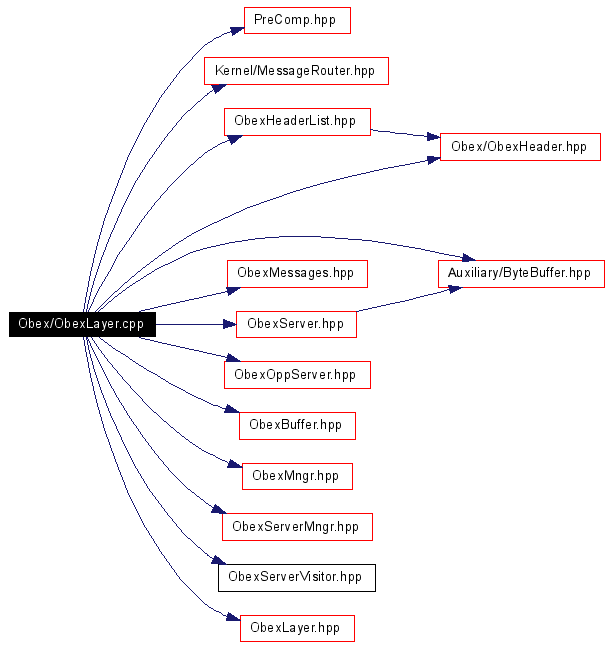 PreComp.hpp
Kernel/MessageRouter.hpp
ObexHeaderList.hpp
Obex/ObexHeader.hpp
ObexMessages.hpp
Auxiliary/ByteBuffer.hpp
Obex/ObexLayer.cpp
ObexServer.hpp
ObexOppServer.hpp
ObexBuffer.hpp
ObexMngr.hpp
ObexServerMngr.hpp
ObexServerVisitor.hpp
ObexLayer.hpp